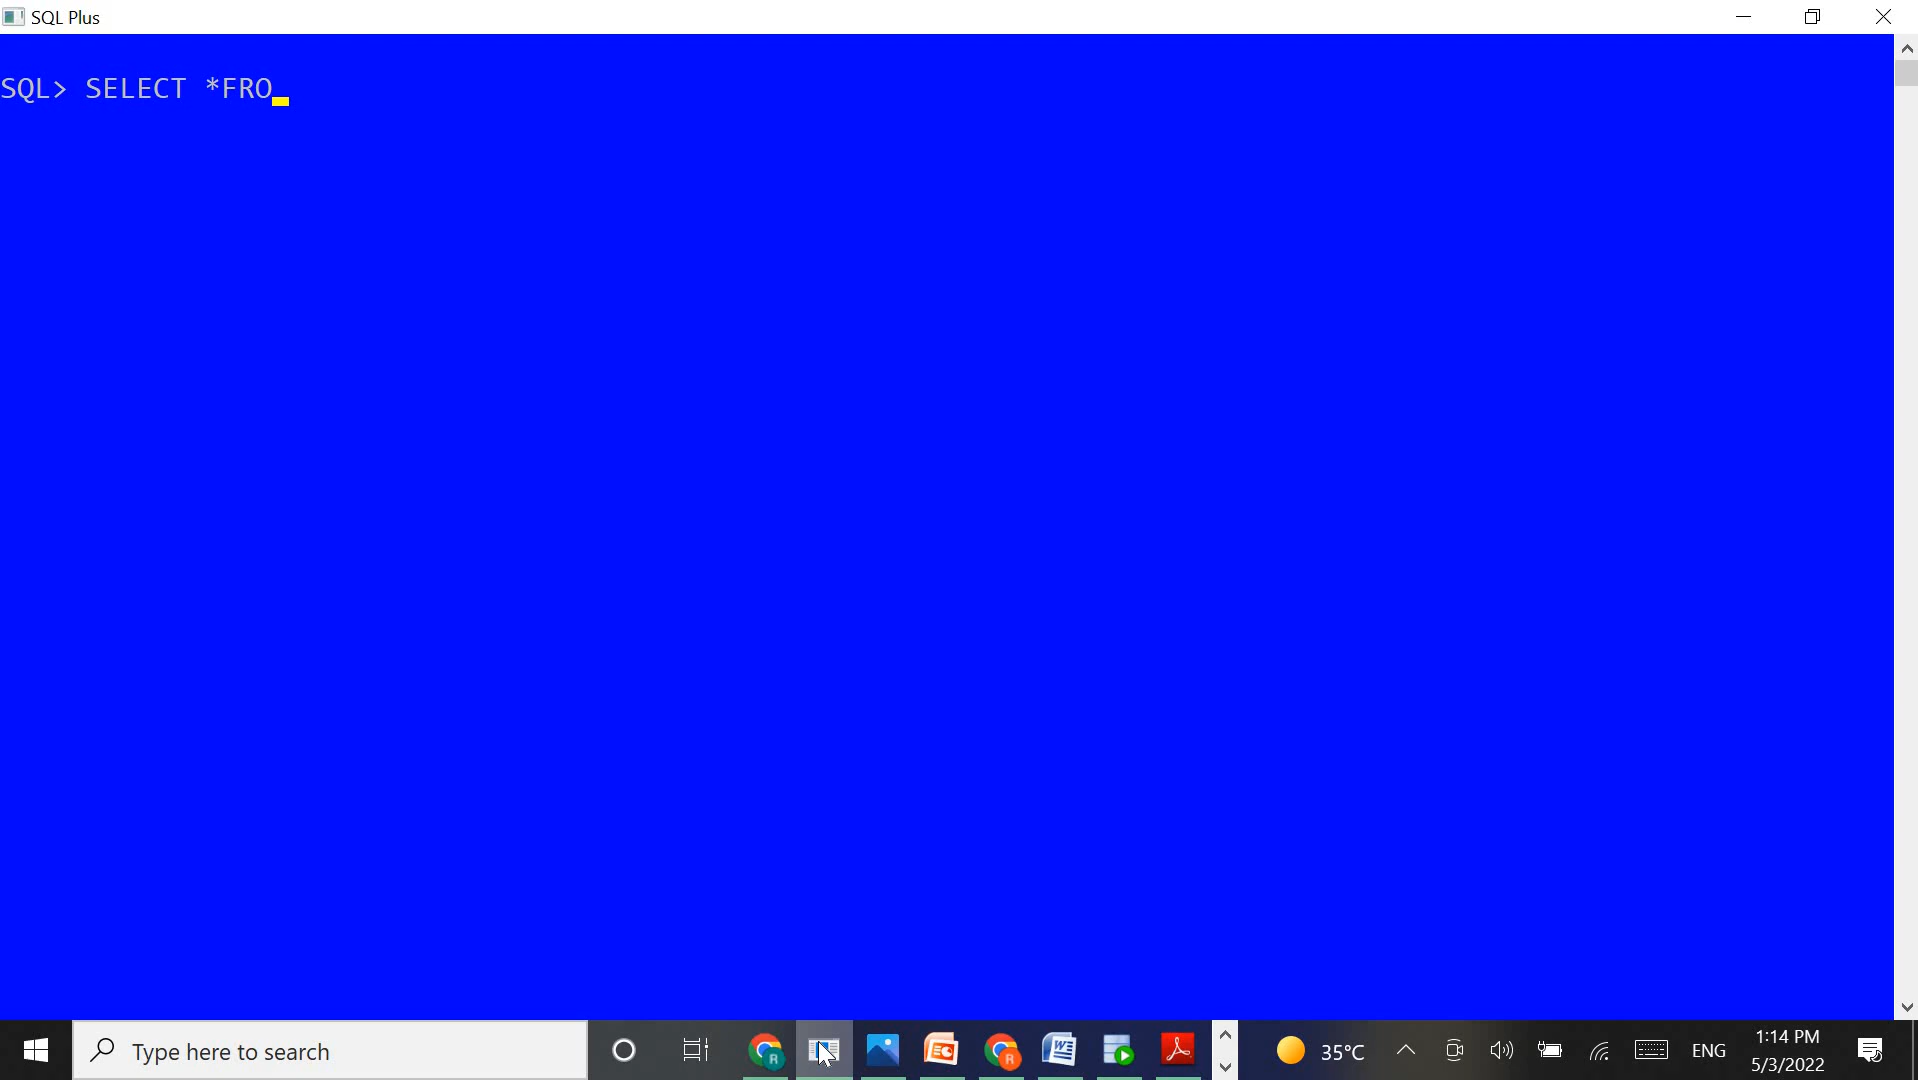 SQL Plus
SQL> SELECT *FRO
Type here to search
R
R
35°C
ENG
1:14 PM
5/3/2022